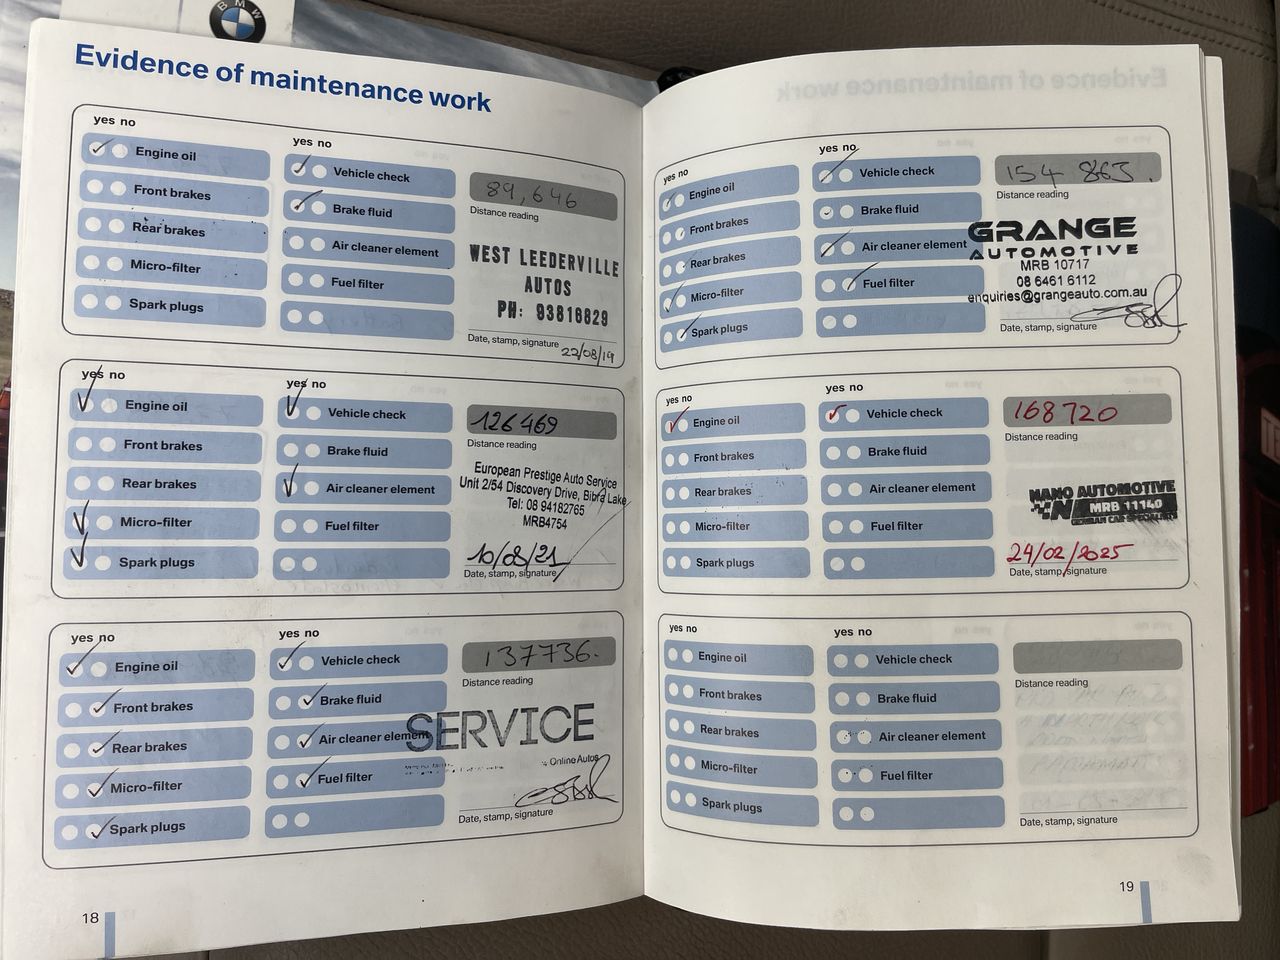 BMW
Evidence of maintenance work
yes no
yes no
Engine oil
Vehicle check
89,646
Distance reading
Front brakes
Brake fluid
Rear brakes
Air cleaner element
WEST LEEDERVILLE
AUTOS
PH: 93816829
Micro-filter
Fuel filter
Spark plugs
Date, stamp, signature
22/08/19
yes no
yes no
Engine oil
Vehicle check
126469
Distance reading
Front brakes
Brake fluid
Rear brakes
Air cleaner element
European Prestige Auto Service
Unit 2/54 Discovery Drive, Bibra Lake
Tel: 08 94182765
MRB4754
Micro-filter
Fuel filter
Spark plugs
10/08/21
Date, stamp, signature
yes no
yes no
Engine oil
Vehicle check
137736.
Distance reading
Front brakes
Brake fluid
Rear brakes
Air cleaner element
SERVICE
Online Autos
Micro-filter
Fuel filter
Spark plugs
Date, stamp, signature
18
yes no
yes no
Engine oil
Vehicle check
154 863.
Distance reading
Front brakes
Brake fluid
Rear brakes
Air cleaner element
GRANGE
AUTOMOTIVE
MRB 10717
08 6461 6112
enquiries@grangeauto.com.au
Micro-filter
Fuel filter
Spark plugs
Date, stamp, signature
yes no
yes no
Engine oil
Vehicle check
168720
Distance reading
Front brakes
Brake fluid
Rear brakes
Air cleaner element
NANO AUTOMOTIVE
MRB 11140
GERMAN CAR SPECIALISTS
Micro-filter
Fuel filter
Spark plugs
24/02/2025
Date, stamp, signature
yes no
yes no
Engine oil
Vehicle check
Distance reading
Front brakes
Brake fluid
Rear brakes
Air cleaner element
Micro-filter
Fuel filter
Spark plugs
Date, stamp, signature
19